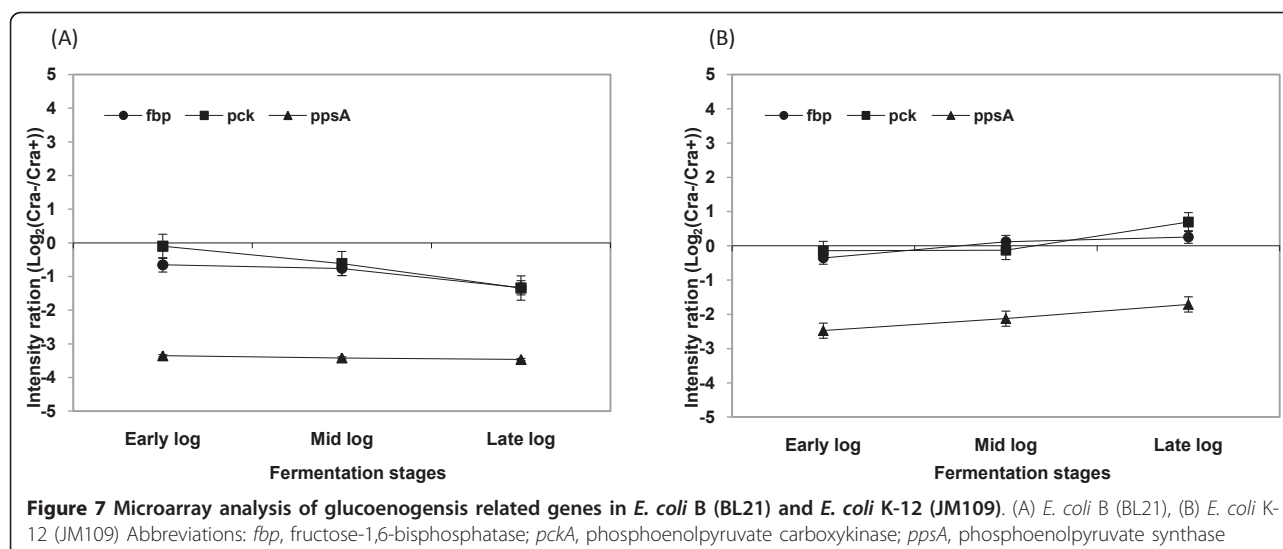 (A)
5
4
3
2
1
0
-1
-2
-3
-4
-5
Intensity ration (Log₂(Cra-/Cra+))
fbp pck ppsA
Early log Mid log Late log
Fermentation stages
(B)
5
4
3
2
1
0
-1
-2
-3
-4
-5
Intensity ration (Log₂(Cra-/Cra+))
fbp pck ppsA
Early log Mid log Late log
Fermentation stages
Figure 7 Microarray analysis of glucoenogensis related genes in E. coli B (BL21) and E. coli K-12 (JM109). (A) E. coli B (BL21), (B) E. coli K-
12 (JM109) Abbreviations: fbp, fructose-1,6-bisphosphatase; pckA, phosphoenolpyruvate carboxykinase; ppsA, phosphoenolpyruvate synthase